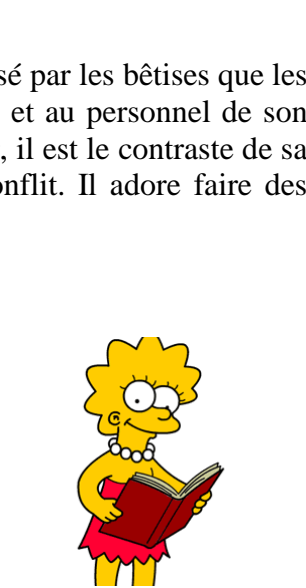 sé par les bêtises que les
et au personnel de son
, il est le contraste de sa
onflit. Il adore faire des